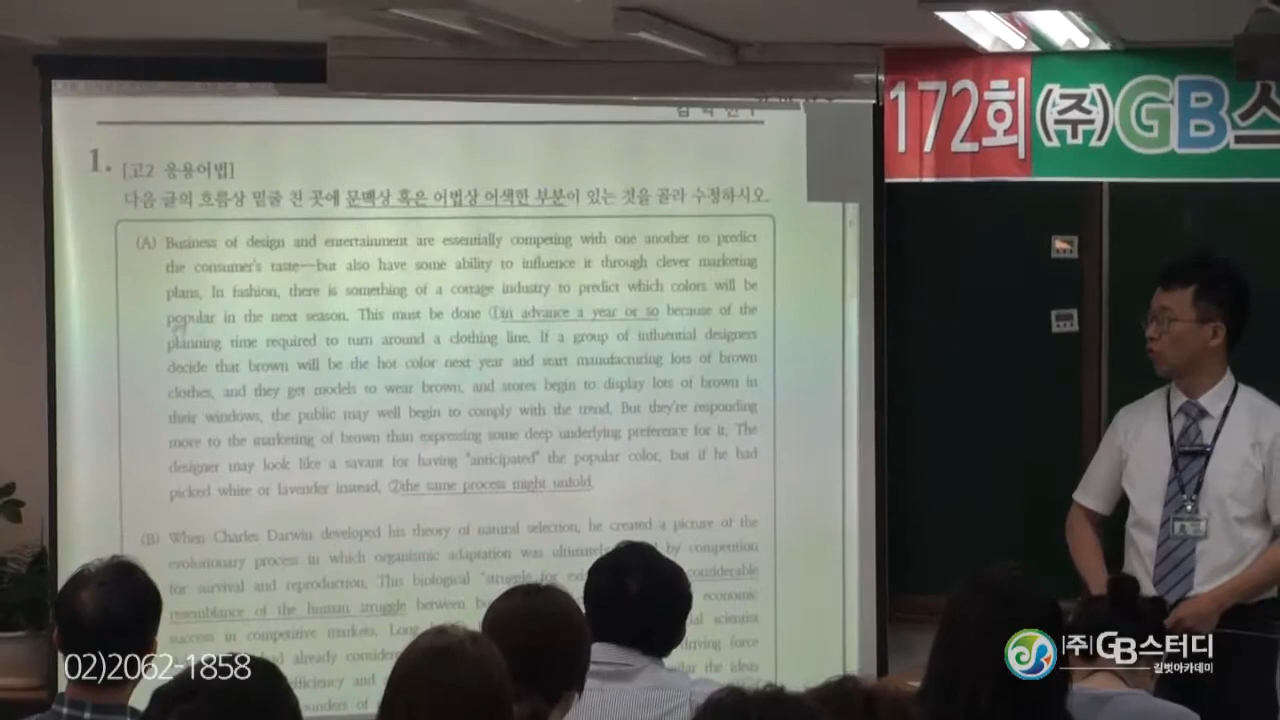 172회 (주)GB스
1. [고2 응용어법]
다음 글의 흐름상 밑줄 친 곳에 문맥상 혹은 어법상 어색한 부분이 있는 것을 골라 수정하시오.
(A) Business of design and entertainment are essentially competing with one another to predict
the consumer's taste—but also have some ability to influence it through clever marketing
plans. In fashion, there is something of a cottage industry to predict which colors will be
popular in the next season. This must be done ①in advance a year or so because of the
planning time required to turn around a clothing line. If a group of influential designers
decide that brown will be the hot color next year and start manufacturing lots of brown
clothes, and they get models to wear brown, and stores begin to display lots of brown in
their windows, the public may well begin to comply with the trend. But they're responding
more to the marketing of brown than expressing some deep underlying preference for it. The
designer may look like a savant for having "anticipated" the popular color, but if he had
picked white or lavender instead, ②the same process might unfold.
(B) When Charles Darwin developed his theory of natural selection, he created a picture of the
evolutionary process in which organismic adaptation was ultimately by competition
for survival and reproduction. This biological "struggle for considerable
resemblance of the human struggle between economic
success in competitive markets. Long scientist
had already driving force
efficiency and the ideas
of
02)2062-1858
(주)GB스터디
길벗아카데미